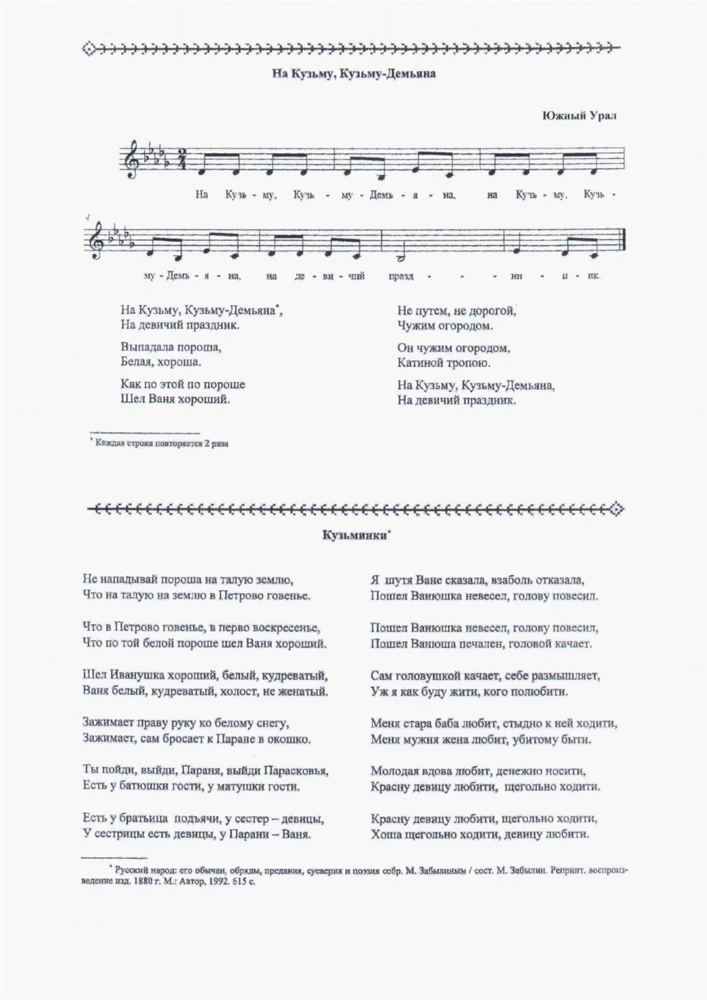 На Кузьму, Кузьму-Демьяна
Южный Урал
На Кузь - му, Кузь - му - Демь - я - на, на Кузь - му, Кузь -
му - Демь - я - на, на де - ви - чий празд - - - ни - и - ик.
На Кузьму, Кузьму-Демьяна*,
На девичий праздник.
Выпадала пороша,
Белая, хороша.
Как по этой по пороше
Шел Ваня хороший.
Не путем, не дорогой,
Чужим огородом.
Он чужим огородом,
Катиной тропою.
На Кузьму, Кузьму-Демьяна,
На девичий праздник.
* Каждая строка повторяется 2 раза
Кузьминки*
Не нападывай пороша на талую землю,
Что на талую на землю в Петрово говенье.
Что в Петрово говенье, в перво воскресенье,
Что по той белой пороше шел Ваня хороший.
Шел Иванушка хороший, белый, кудреватый,
Ваня белый, кудреватый, холост, не женатый.
Зажимает праву руку ко белому снегу,
Зажимает, сам бросает к Паране в окошко.
Ты пойди, выйди, Параня, выйди Парасковья,
Есть у батюшки гости, у матушки гости.
Есть у братьица подъячи, у сестер – девицы,
У сестрицы есть девицы, у Парани – Ваня.
Я шутя Ване сказала, взаболь отказала,
Пошел Ванюшка невесел, голову повесил.
Пошел Ванюшка невесел, голову повесил,
Пошел Ванюша печален, головой качает.
Сам головушкой качает, себе размышляет,
Уж я как буду жити, кого полюбити.
Меня стара баба любит, стыдно к ней ходити,
Меня мужня жена любит, убитому быти.
Молодая вдова любит, денежно носити,
Красну девицу любити, щегольно ходити.
Красну девицу любити, щегольно ходити,
Хоша щегольно ходити, девицу любити.
* Русский народ: его обычаи, обряды, предания, суеверия и поэзия собр. М. Забылиным / сост. М. Забылин. Репринт. воспроиз-
ведение изд. 1880 г. М.: Автор, 1992. 615 с.